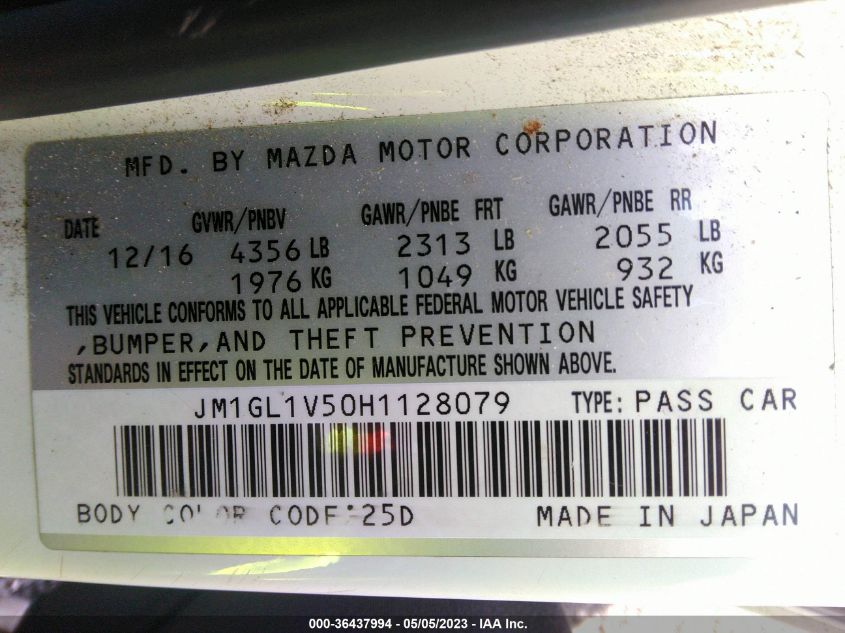 MFD. BY MAZDA MOTOR CORPORATION
DATE GVWR/PNBV GAWR/PNBE FRT GAWR/PNBE RR
12/16 4356 LB 2313 LB 2055 LB
1976 KG 1049 KG 932 KG
THIS VEHICLE CONFORMS TO ALL APPLICABLE FEDERAL MOTOR VEHICLE SAFETY
,BUMPER,AND THEFT PREVENTION
STANDARDS IN EFFECT ON THE DATE OF MANUFACTURE SHOWN ABOVE.
JM1GL1V50H1128079 TYPE: PASS CAR
BODY COLOR CODE:25D MADE IN JAPAN
000-36437994 — 05/05/2023 — IAA Inc.